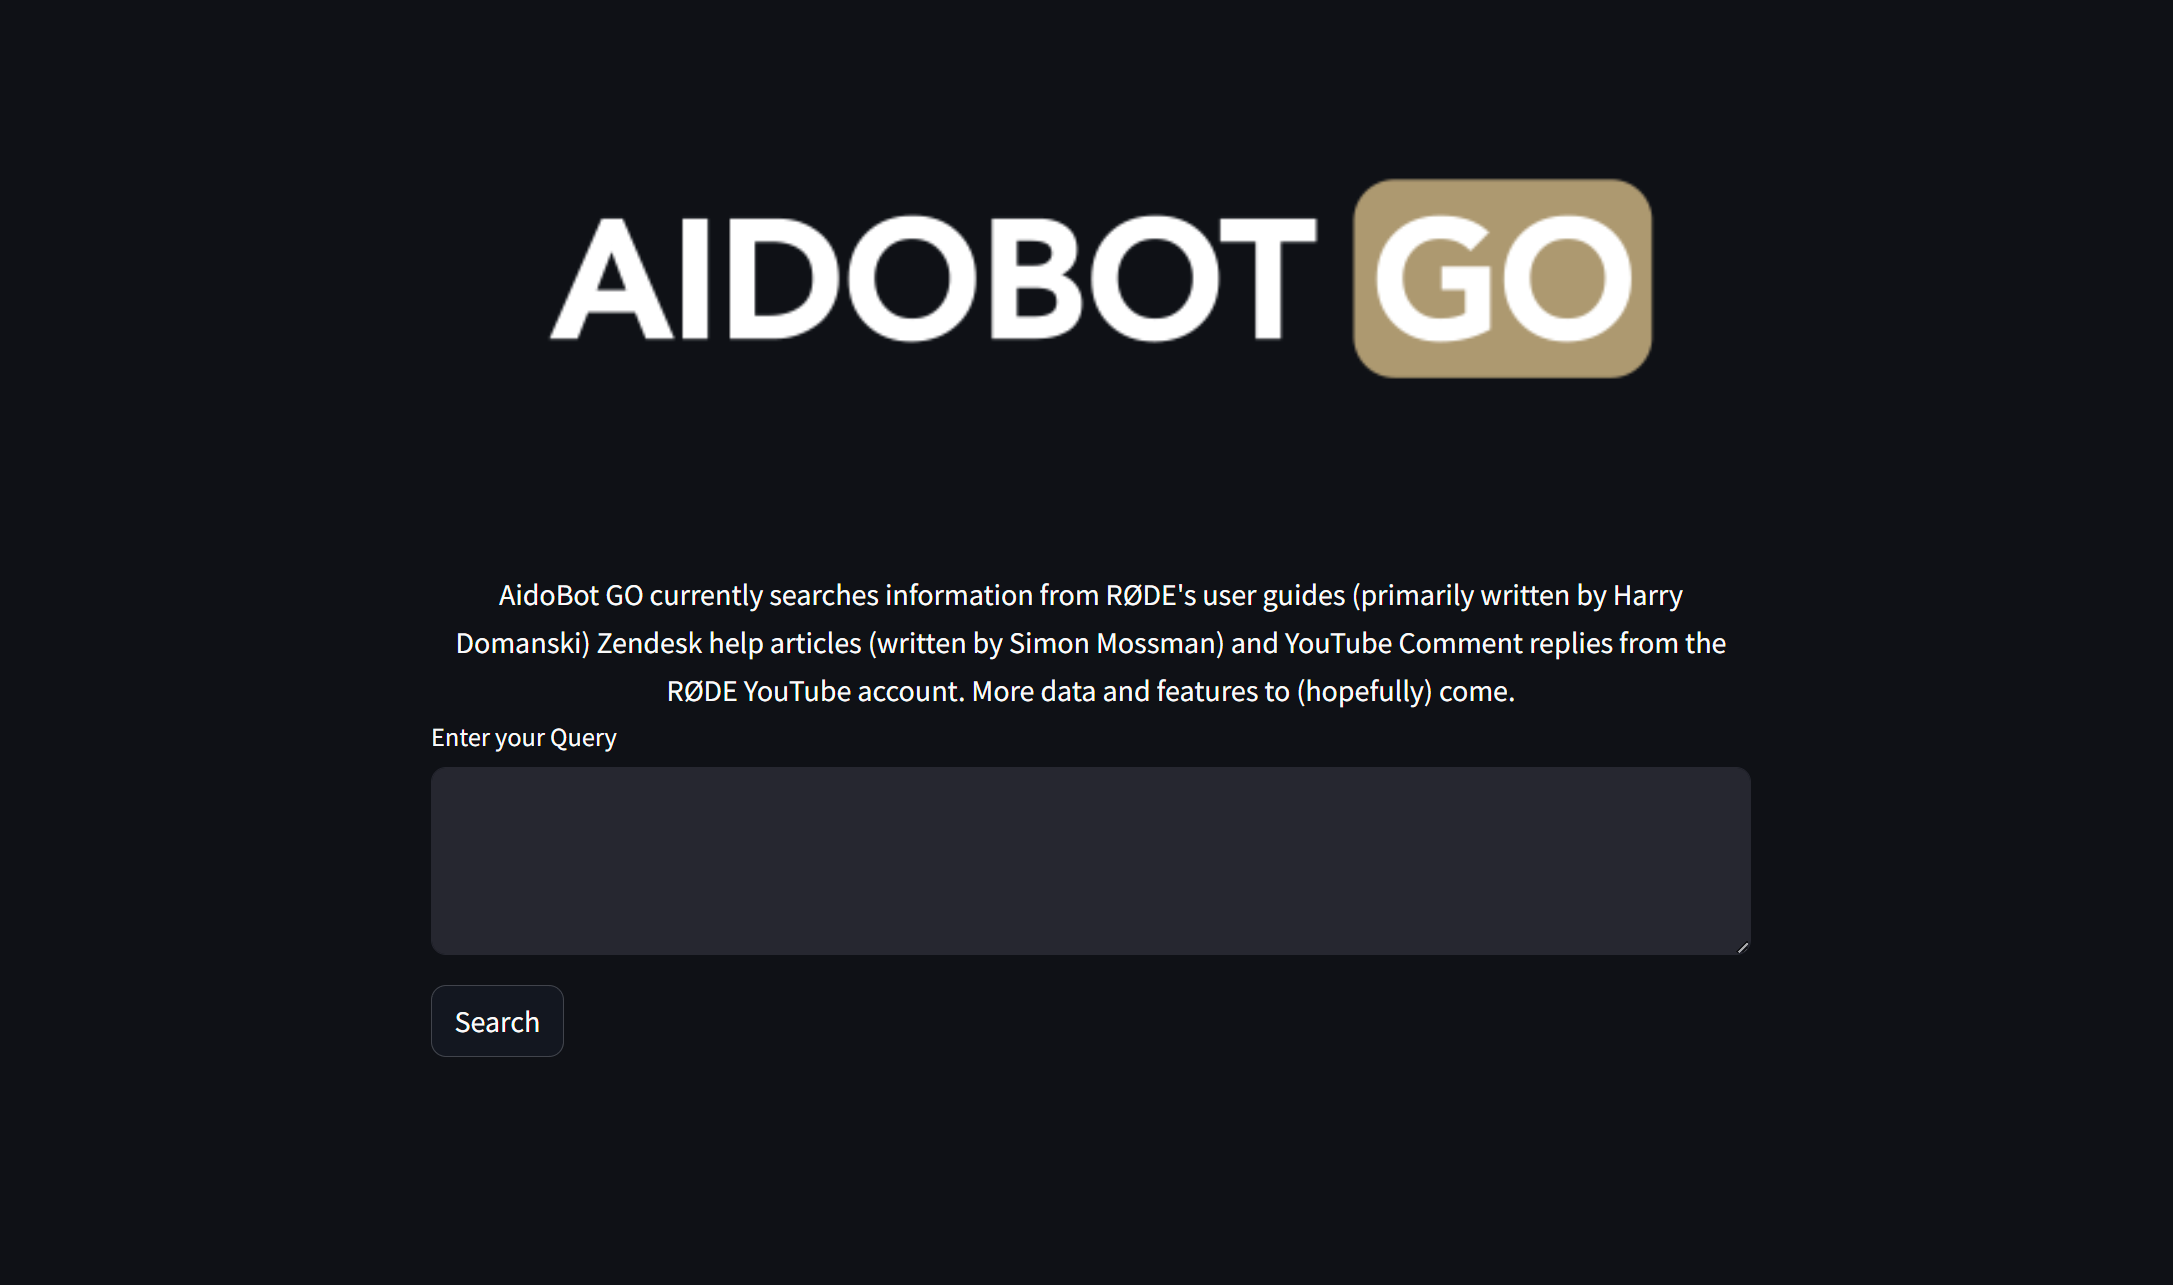 AIDOBOT GO
AidoBot GO currently searches information from RØDE's user guides (primarily written by Harry
Domanski) Zendesk help articles (written by Simon Mossman) and YouTube Comment replies from the
RØDE YouTube account. More data and features to (hopefully) come.
Enter your Query
Search